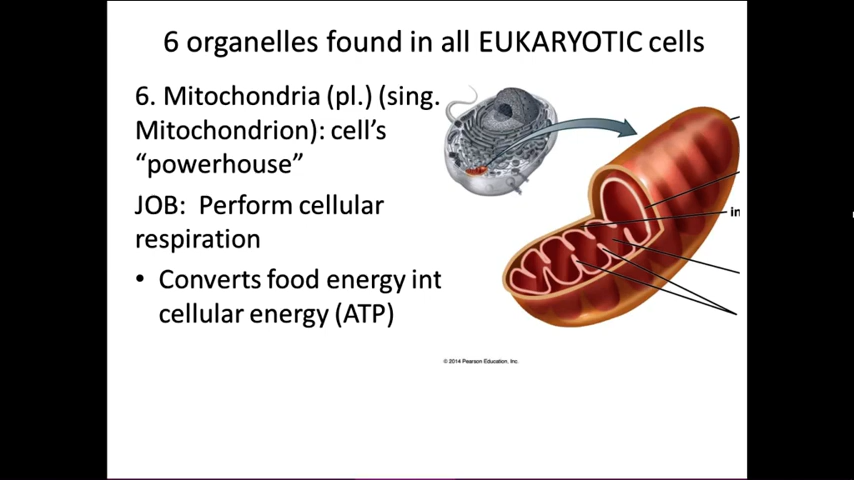 6 organelles found in all EUKARYOTIC cells
6. Mitochondria (pl.) (sing.
Mitochondrion): cell’s
“powerhouse”
JOB:  Perform cellular
respiration
• Converts food energy int
cellular energy (ATP)
in
© 2014 Pearson Education, Inc.